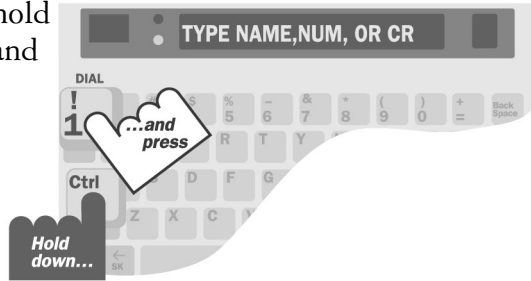 hold
and
TYPE NAME,NUM, OR CR
DIAL
!
1
...and
press
$ % – & * ( ) + Back
5 6 7 8 9 0 = Space
R T Y
Ctrl
D F G
Z X C
Hold
down...
←
SK